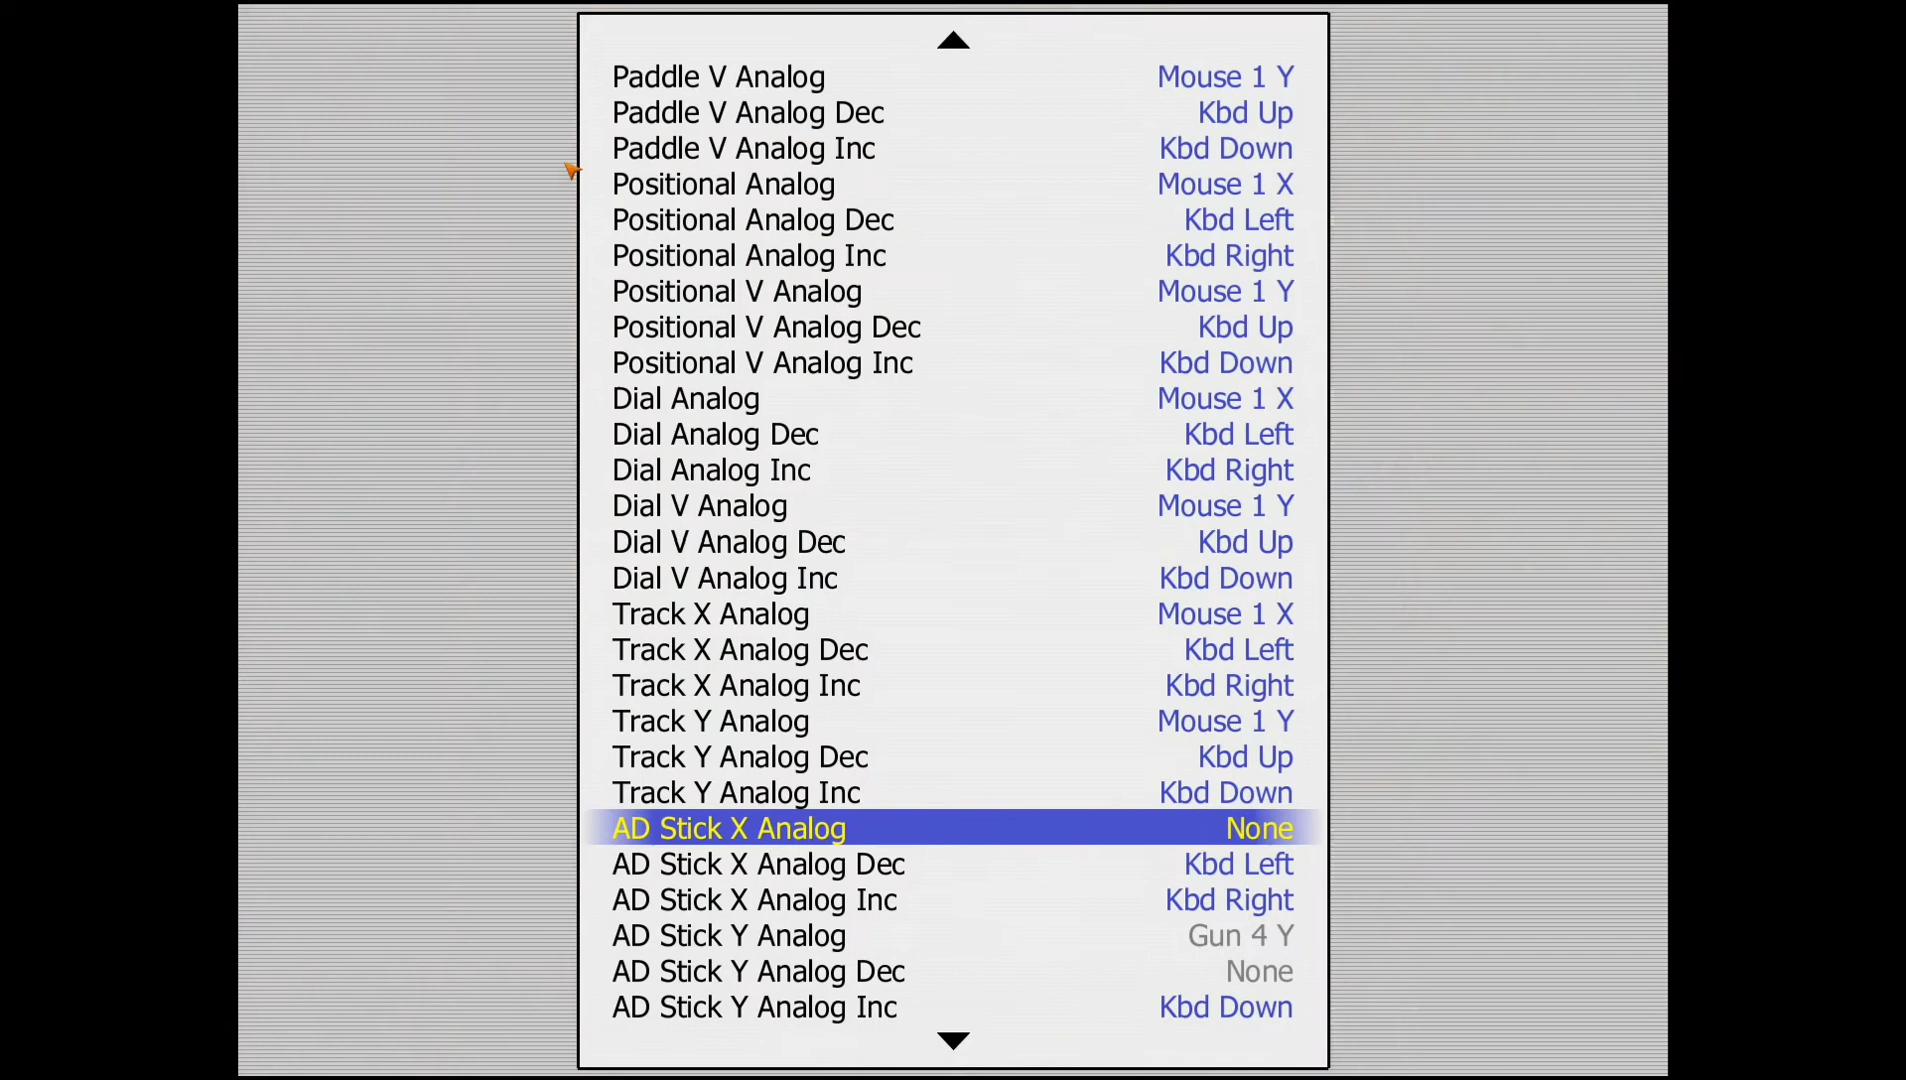 Paddle V Analog Mouse 1 Y
Paddle V Analog Dec Kbd Up
Paddle V Analog Inc Kbd Down
Positional Analog Mouse 1 X
Positional Analog Dec Kbd Left
Positional Analog Inc Kbd Right
Positional V Analog Mouse 1 Y
Positional V Analog Dec Kbd Up
Positional V Analog Inc Kbd Down
Dial Analog Mouse 1 X
Dial Analog Dec Kbd Left
Dial Analog Inc Kbd Right
Dial V Analog Mouse 1 Y
Dial V Analog Dec Kbd Up
Dial V Analog Inc Kbd Down
Track X Analog Mouse 1 X
Track X Analog Dec Kbd Left
Track X Analog Inc Kbd Right
Track Y Analog Mouse 1 Y
Track Y Analog Dec Kbd Up
Track Y Analog Inc Kbd Down
AD Stick X Analog None
AD Stick X Analog Dec Kbd Left
AD Stick X Analog Inc Kbd Right
AD Stick Y Analog Gun 4 Y
AD Stick Y Analog Dec None
AD Stick Y Analog Inc Kbd Down